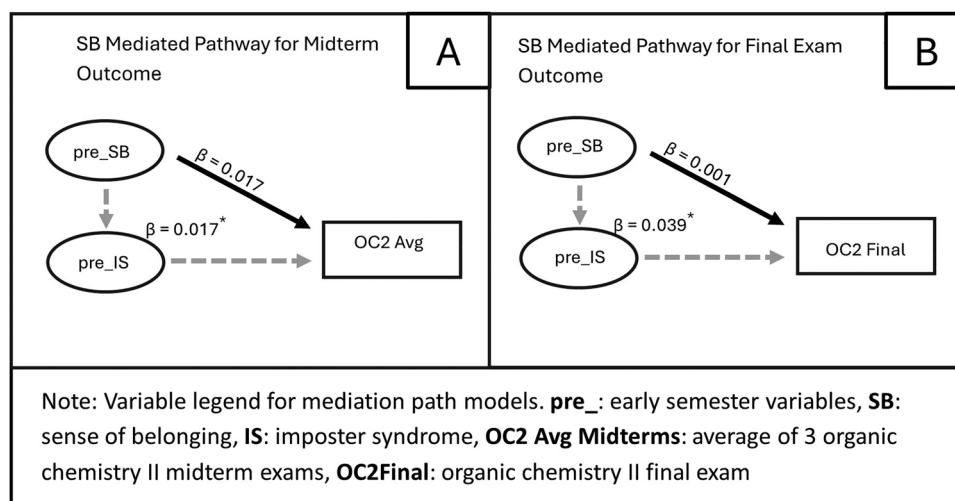 SB Mediated Pathway for Midterm
Outcome
A
pre_SB
β = 0.017
β = 0.017*
pre_IS
OC2 Avg
SB Mediated Pathway for Final Exam
Outcome
B
pre_SB
β = 0.001
β = 0.039*
pre_IS
OC2 Final
Note: Variable legend for mediation path models. pre_: early semester variables, SB:
sense of belonging, IS: imposter syndrome, OC2 Avg Midterms: average of 3 organic
chemistry II midterm exams, OC2Final: organic chemistry II final exam